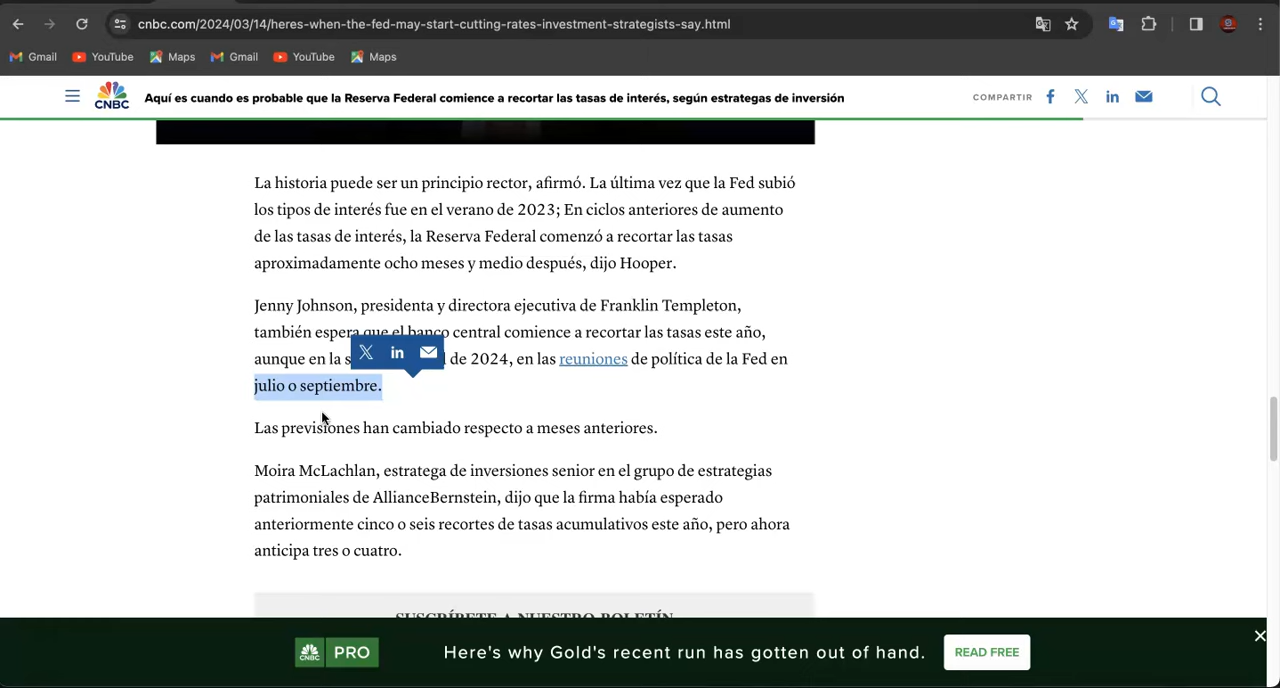 cnbc.com/2024/03/14/heres-when-the-fed-may-start-cutting-rates-investment-strategists-say.html
Gmail YouTube Maps Gmail YouTube Maps
CNBC Aquí es cuando es probable que la Reserva Federal comience a recortar las tasas de interés, según estrategas de inversión COMPARTIR
La historia puede ser un principio rector, afirmó. La última vez que la Fed subió
los tipos de interés fue en el verano de 2023; En ciclos anteriores de aumento
de las tasas de interés, la Reserva Federal comenzó a recortar las tasas
aproximadamente ocho meses y medio después, dijo Hooper.
Jenny Johnson, presidenta y directora ejecutiva de Franklin Templeton,
también espera que el banco central comience a recortar las tasas este año,
aunque en la de 2024, en las reuniones de política de la Fed en
julio o septiembre.
Las previsiones han cambiado respecto a meses anteriores.
Moira McLachlan, estratega de inversiones senior en el grupo de estrategias
patrimoniales de AllianceBernstein, dijo que la firma había esperado
anteriormente cinco o seis recortes de tasas acumulativos este año, pero ahora
anticipa tres o cuatro.
SUSCRÍBETE A NUESTRO BOLETÍN
PRO Here's why Gold's recent run has gotten out of hand. READ FREE